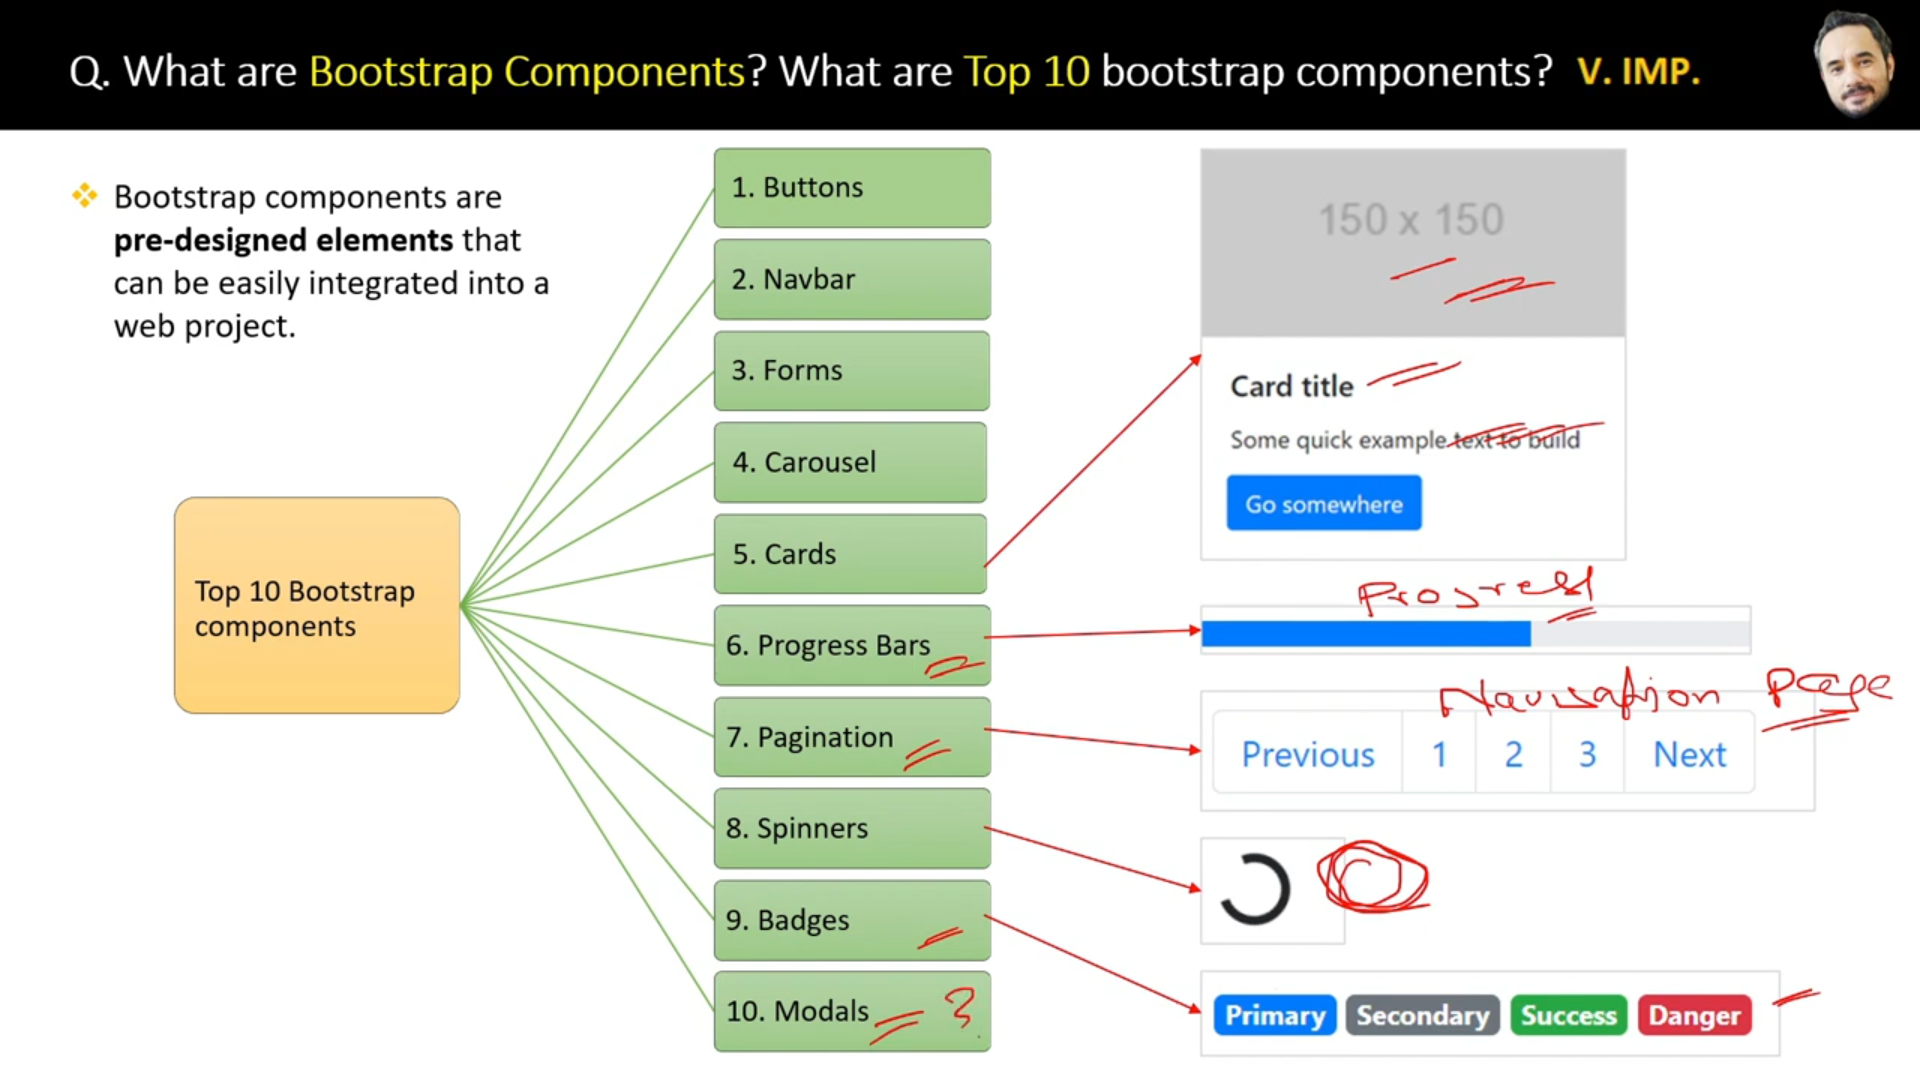 Q. What are Bootstrap Components? What are Top 10 bootstrap components? V. IMP.
Bootstrap components are
pre-designed elements that
can be easily integrated into a
web project.
Top 10 Bootstrap
components
1. Buttons
2. Navbar
3. Forms
4. Carousel
5. Cards
6. Progress Bars
7. Pagination
8. Spinners
9. Badges
10. Modals ?
150 x 150
Card title
Some quick example text to build
Go somewhere
Progress
Navigation Page
Previous 1 2 3 Next
Primary Secondary Success Danger